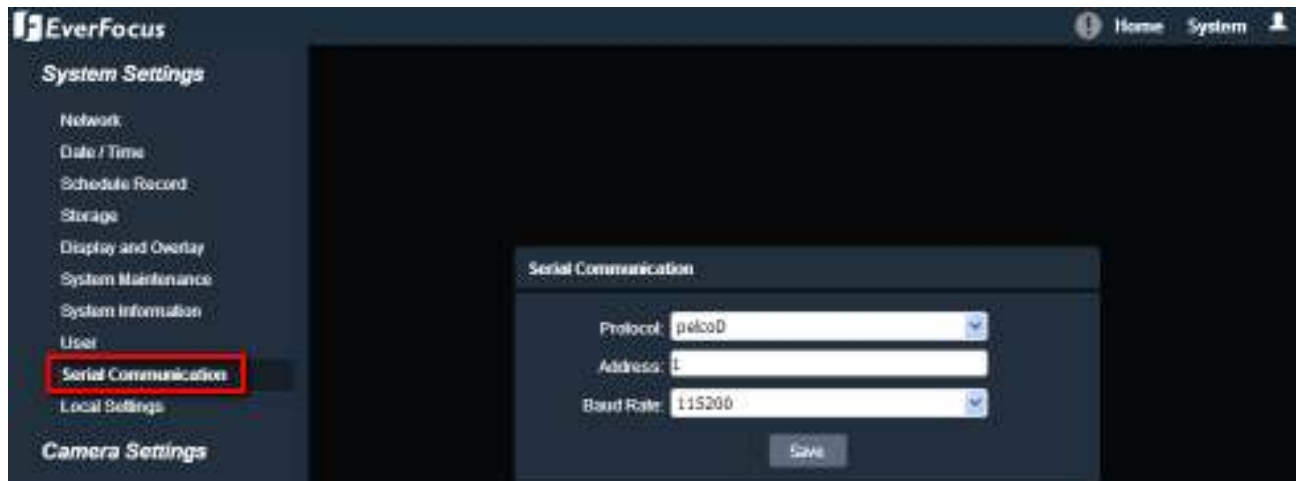 EverFocus
Home System
System Settings
Network
Date / Time
Schedule Record
Storage
Display and Overlay
System Maintenance
System Information
User
Serial Communication
Local Settings
Camera Settings
Serial Communication
Protocol: pelcoD
Address: 1
Baud Rate: 115200
Save